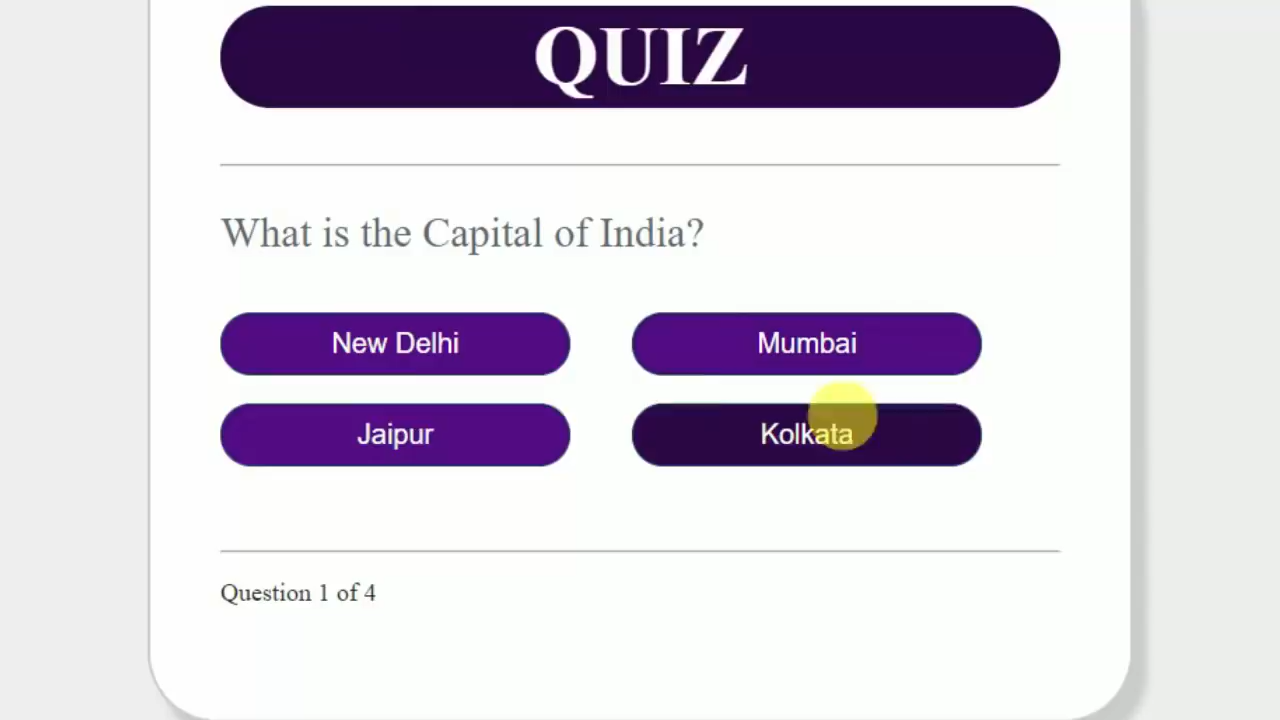 QUIZ
What is the Capital of India?
New Delhi
Mumbai
Jaipur
Kolkata
Question 1 of 4